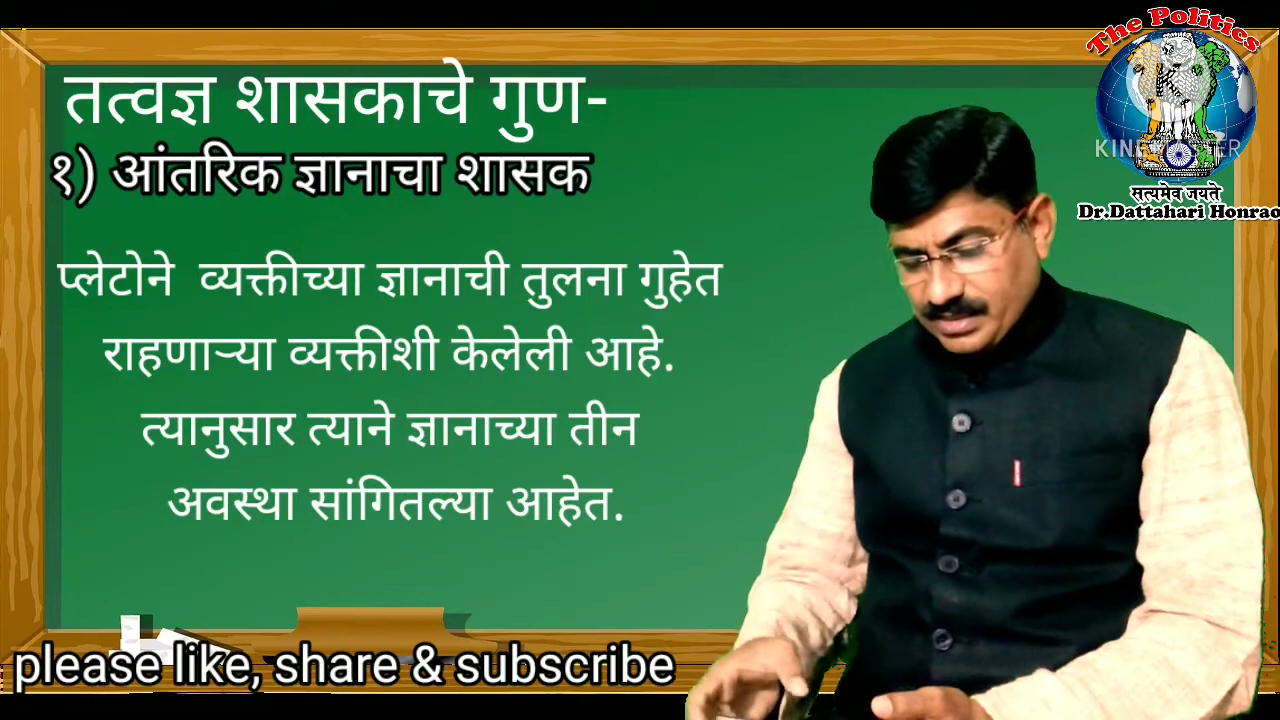 The Politics
तत्वज्ञ शासकाचे गुण-
१) आंतरिक ज्ञानाचा शासक
KINEMASTER
सत्यमेव जयते
Dr.Dattahari Honrao
प्लेटोने व्यक्तीच्या ज्ञानाची तुलना गुहेत
राहणाऱ्या व्यक्तीशी केलेली आहे.
त्यानुसार त्याने ज्ञानाच्या तीन
अवस्था सांगितल्या आहेत.
please like, share & subscribe